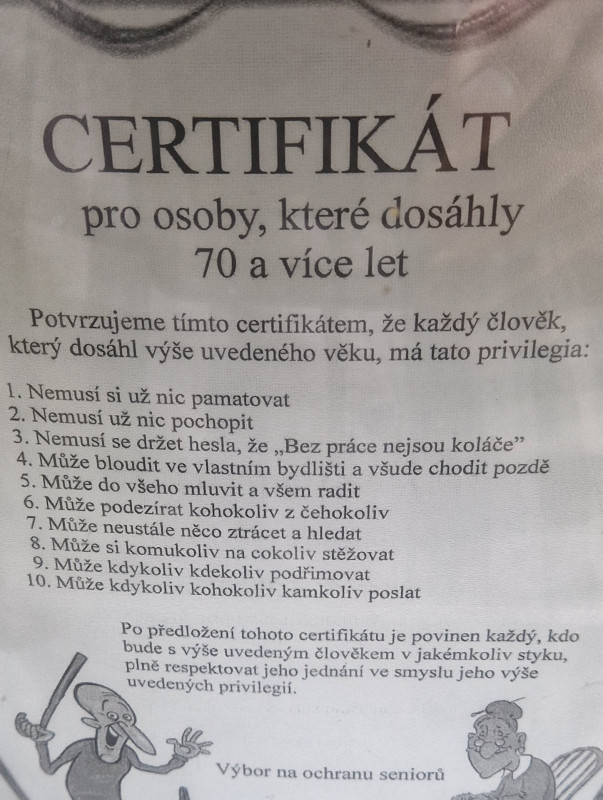 CERTIFIKÁT
pro osoby, které dosáhly
70 a více let
Potvrzujeme tímto certifikátem, že každý člověk,
který dosáhl výše uvedeného věku, má tato privilegia:
1. Nemusí si už nic pamatovat
2. Nemusí už nic pochopit
3. Nemusí se držet hesla, že „Bez práce nejsou koláče”
4. Může bloudit ve vlastním bydlišti a všude chodit pozdě
5. Může do všeho mluvit a všem radit
6. Může podezírat kohokoliv z čehokoliv
7. Může neustále něco ztrácet a hledat
8. Může si komukoliv na cokoliv stěžovat
9. Může kdykoliv kdekoliv podřimovat
10. Může kdykoliv kohokoliv kamkoliv poslat
Po předložení tohoto certifikátu je povinen každý, kdo
bude s výše uvedeným člověkem v jakémkoliv styku,
plně respektovat jeho jednání ve smyslu jeho výše
uvedených privilegií.
Výbor na ochranu seniorů